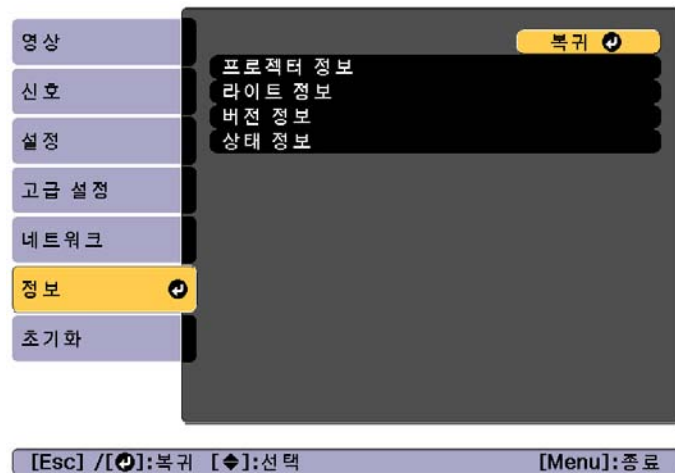 영상
신호
설정
고급 설정
네트워크
정보
초기화
복귀
프로젝터 정보
라이트 정보
버전 정보
상태 정보
[Esc] /[ ]:복귀 [ ]:선택 [Menu]:종료